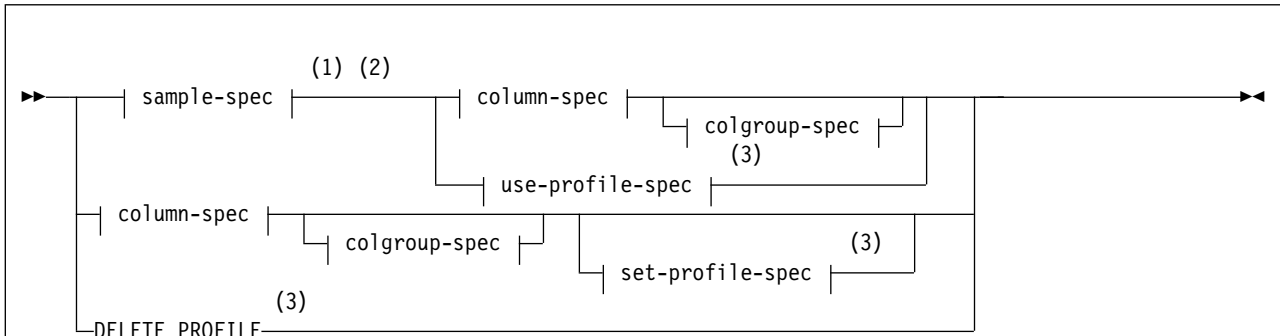 (1) (2)
sample-spec column-spec
colgroup-spec
(3)
use-profile-spec
column-spec
colgroup-spec (3)
set-profile-spec
(3)
DELETE PROFILE